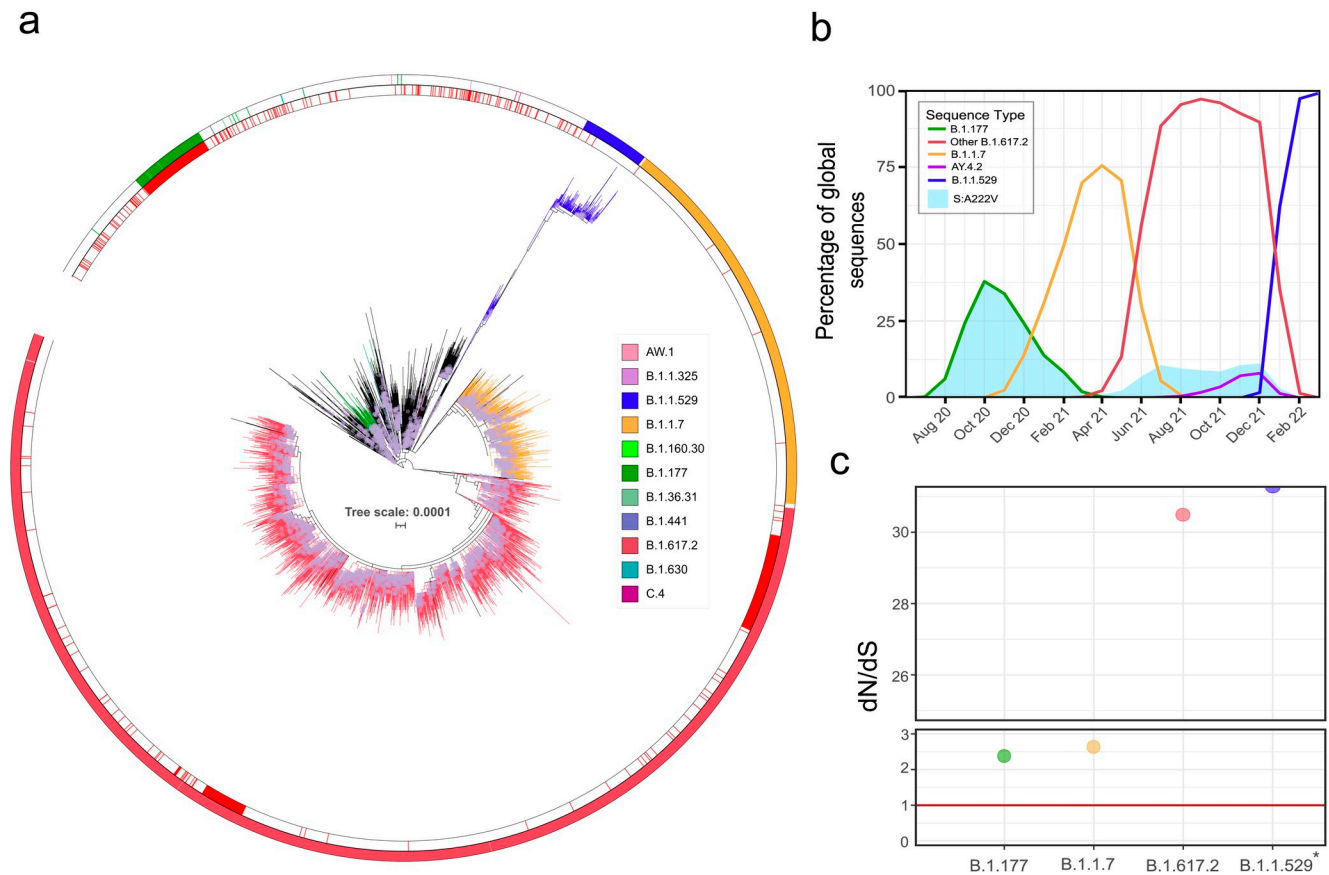 a
Tree scale: 0.0001
AW.1
B.1.1.325
B.1.1.529
B.1.1.7
B.1.160.30
B.1.177
B.1.36.31
B.1.441
B.1.617.2
B.1.630
C.4
b
Percentage of global
sequences
100
75
50
25
0
Sequence Type
B.1.177
Other B.1.617.2
B.1.1.7
AY.4.2
B.1.1.529
S:A222V
Aug 20
Oct 20
Dec 20
Feb 21
Apr 21
Jun 21
Aug 21
Oct 21
Dec 21
Feb 22
c
dN/dS
30
28
26
3
2
1
0
B.1.177
B.1.1.7
B.1.617.2
B.1.1.529*